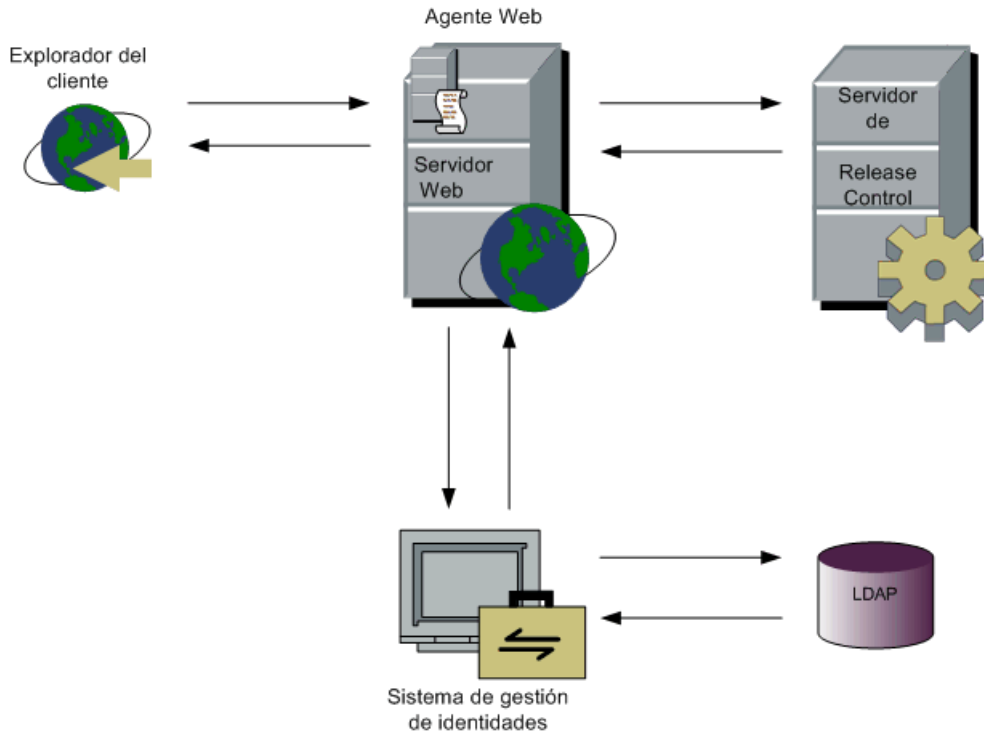 Agente Web
Explorador del
cliente
Servidor
Web
Servidor
de
Release
Control
LDAP
Sistema de gestión
de identidades